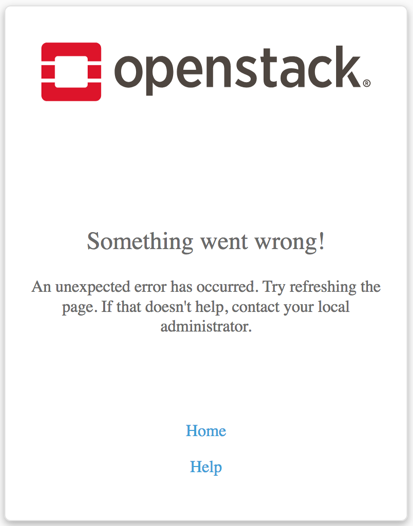 openstack®
Something went wrong!
An unexpected error has occurred. Try refreshing the
page. If that doesn't help, contact your local
administrator.
Home
Help